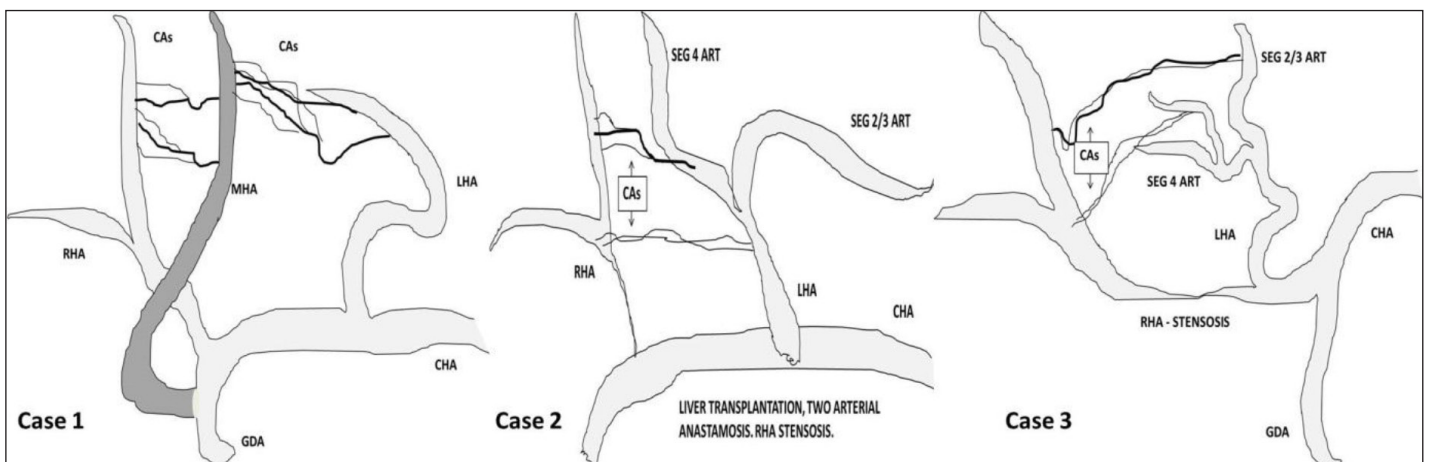 CAs
CAs
MHA
LHA
RHA
CHA
Case 1
GDA
SEG 4 ART
SEG 2/3 ART
CAs
RHA
LHA
CHA
Case 2
LIVER TRANSPLANTATION, TWO ARTERIAL
ANASTAMOSIS. RHA STENSOSIS.
SEG 2/3 ART
CAs
SEG 4 ART
LHA
CHA
RHA - STENSOSIS
Case 3
GDA